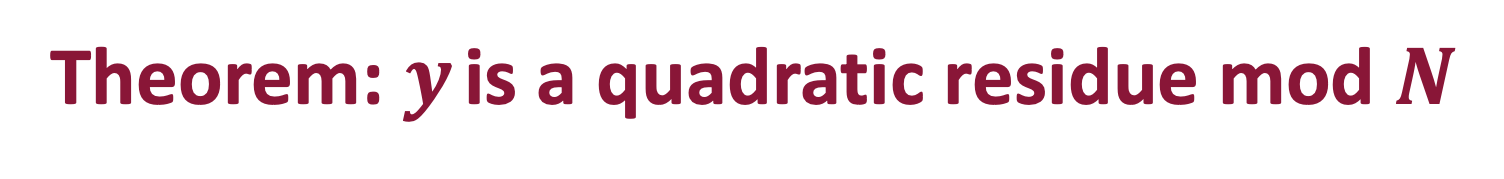 Theorem: y is a quadratic residue mod N